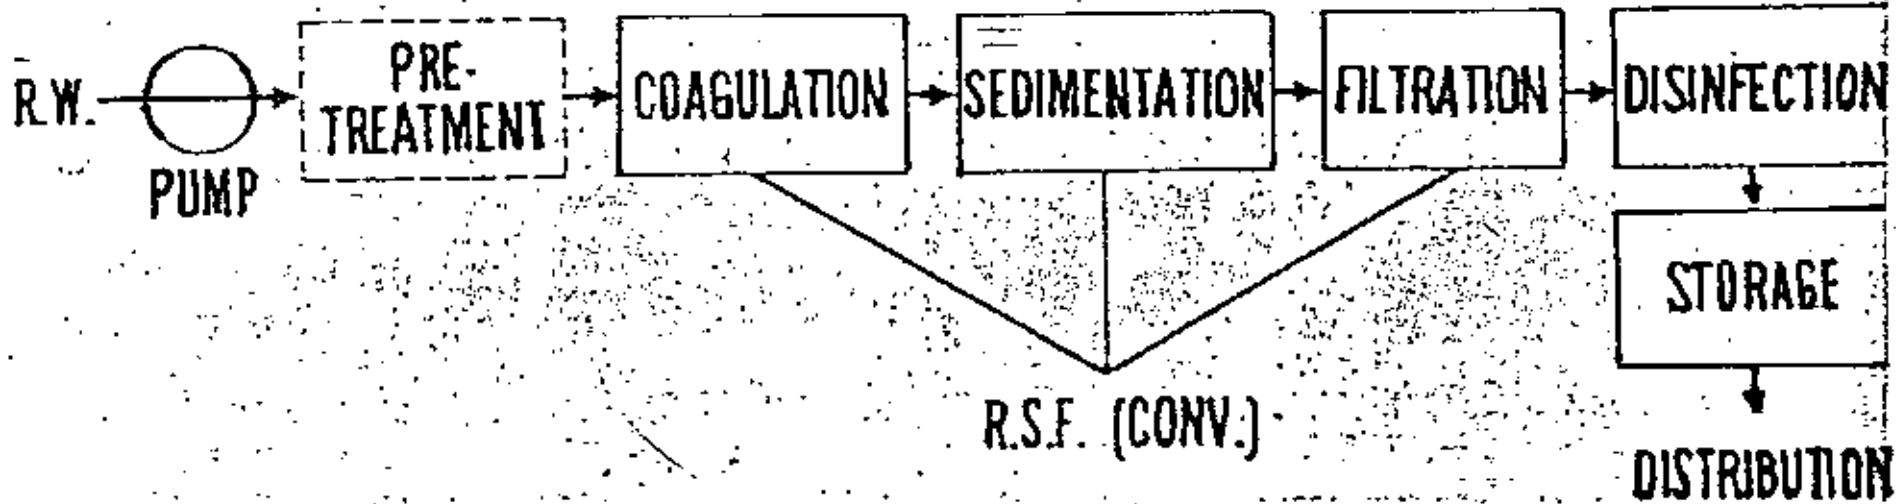 R.W.
PUMP
PRE-
TREATMENT
COAGULATION
SEDIMENTATION
FILTRATION
DISINFECTION
STORAGE
DISTRIBUTION
R.S.F. (CONV.)